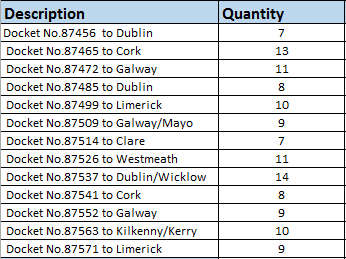 Description Quantity
Docket No.87456 to Dublin 7
Docket No.87465 to Cork 13
Docket No.87472 to Galway 11
Docket No.87485 to Dublin 8
Docket No.87499 to Limerick 10
Docket No.87509 to Galway/Mayo 9
Docket No.87514 to Clare 7
Docket No.87526 to Westmeath 11
Docket No.87537 to Dublin/Wicklow 14
Docket No.87541 to Cork 8
Docket No.87552 to Galway 9
Docket No.87563 to Kilkenny/Kerry 10
Docket No.87571 to Limerick 9